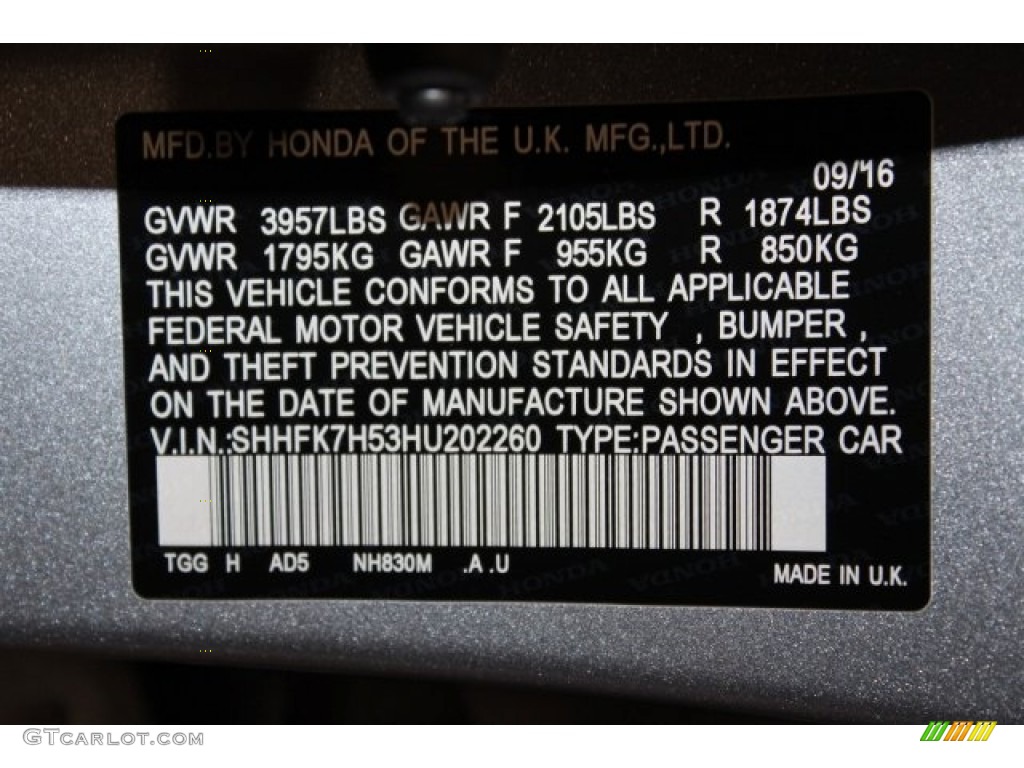 MFD.BY HONDA OF THE U.K. MFG.,LTD.
09/16
GVWR 3957LBS GAWR F 2105LBS R 1874LBS
GVWR 1795KG GAWR F 955KG R 850KG
THIS VEHICLE CONFORMS TO ALL APPLICABLE
FEDERAL MOTOR VEHICLE SAFETY , BUMPER ,
AND THEFT PREVENTION STANDARDS IN EFFECT
ON THE DATE OF MANUFACTURE SHOWN ABOVE.
V.I.N.:SHHFK7H53HU202260 TYPE:PASSENGER CAR
TGG H AD5 NH830M .A .U
MADE IN U.K.
GTCarlot.com